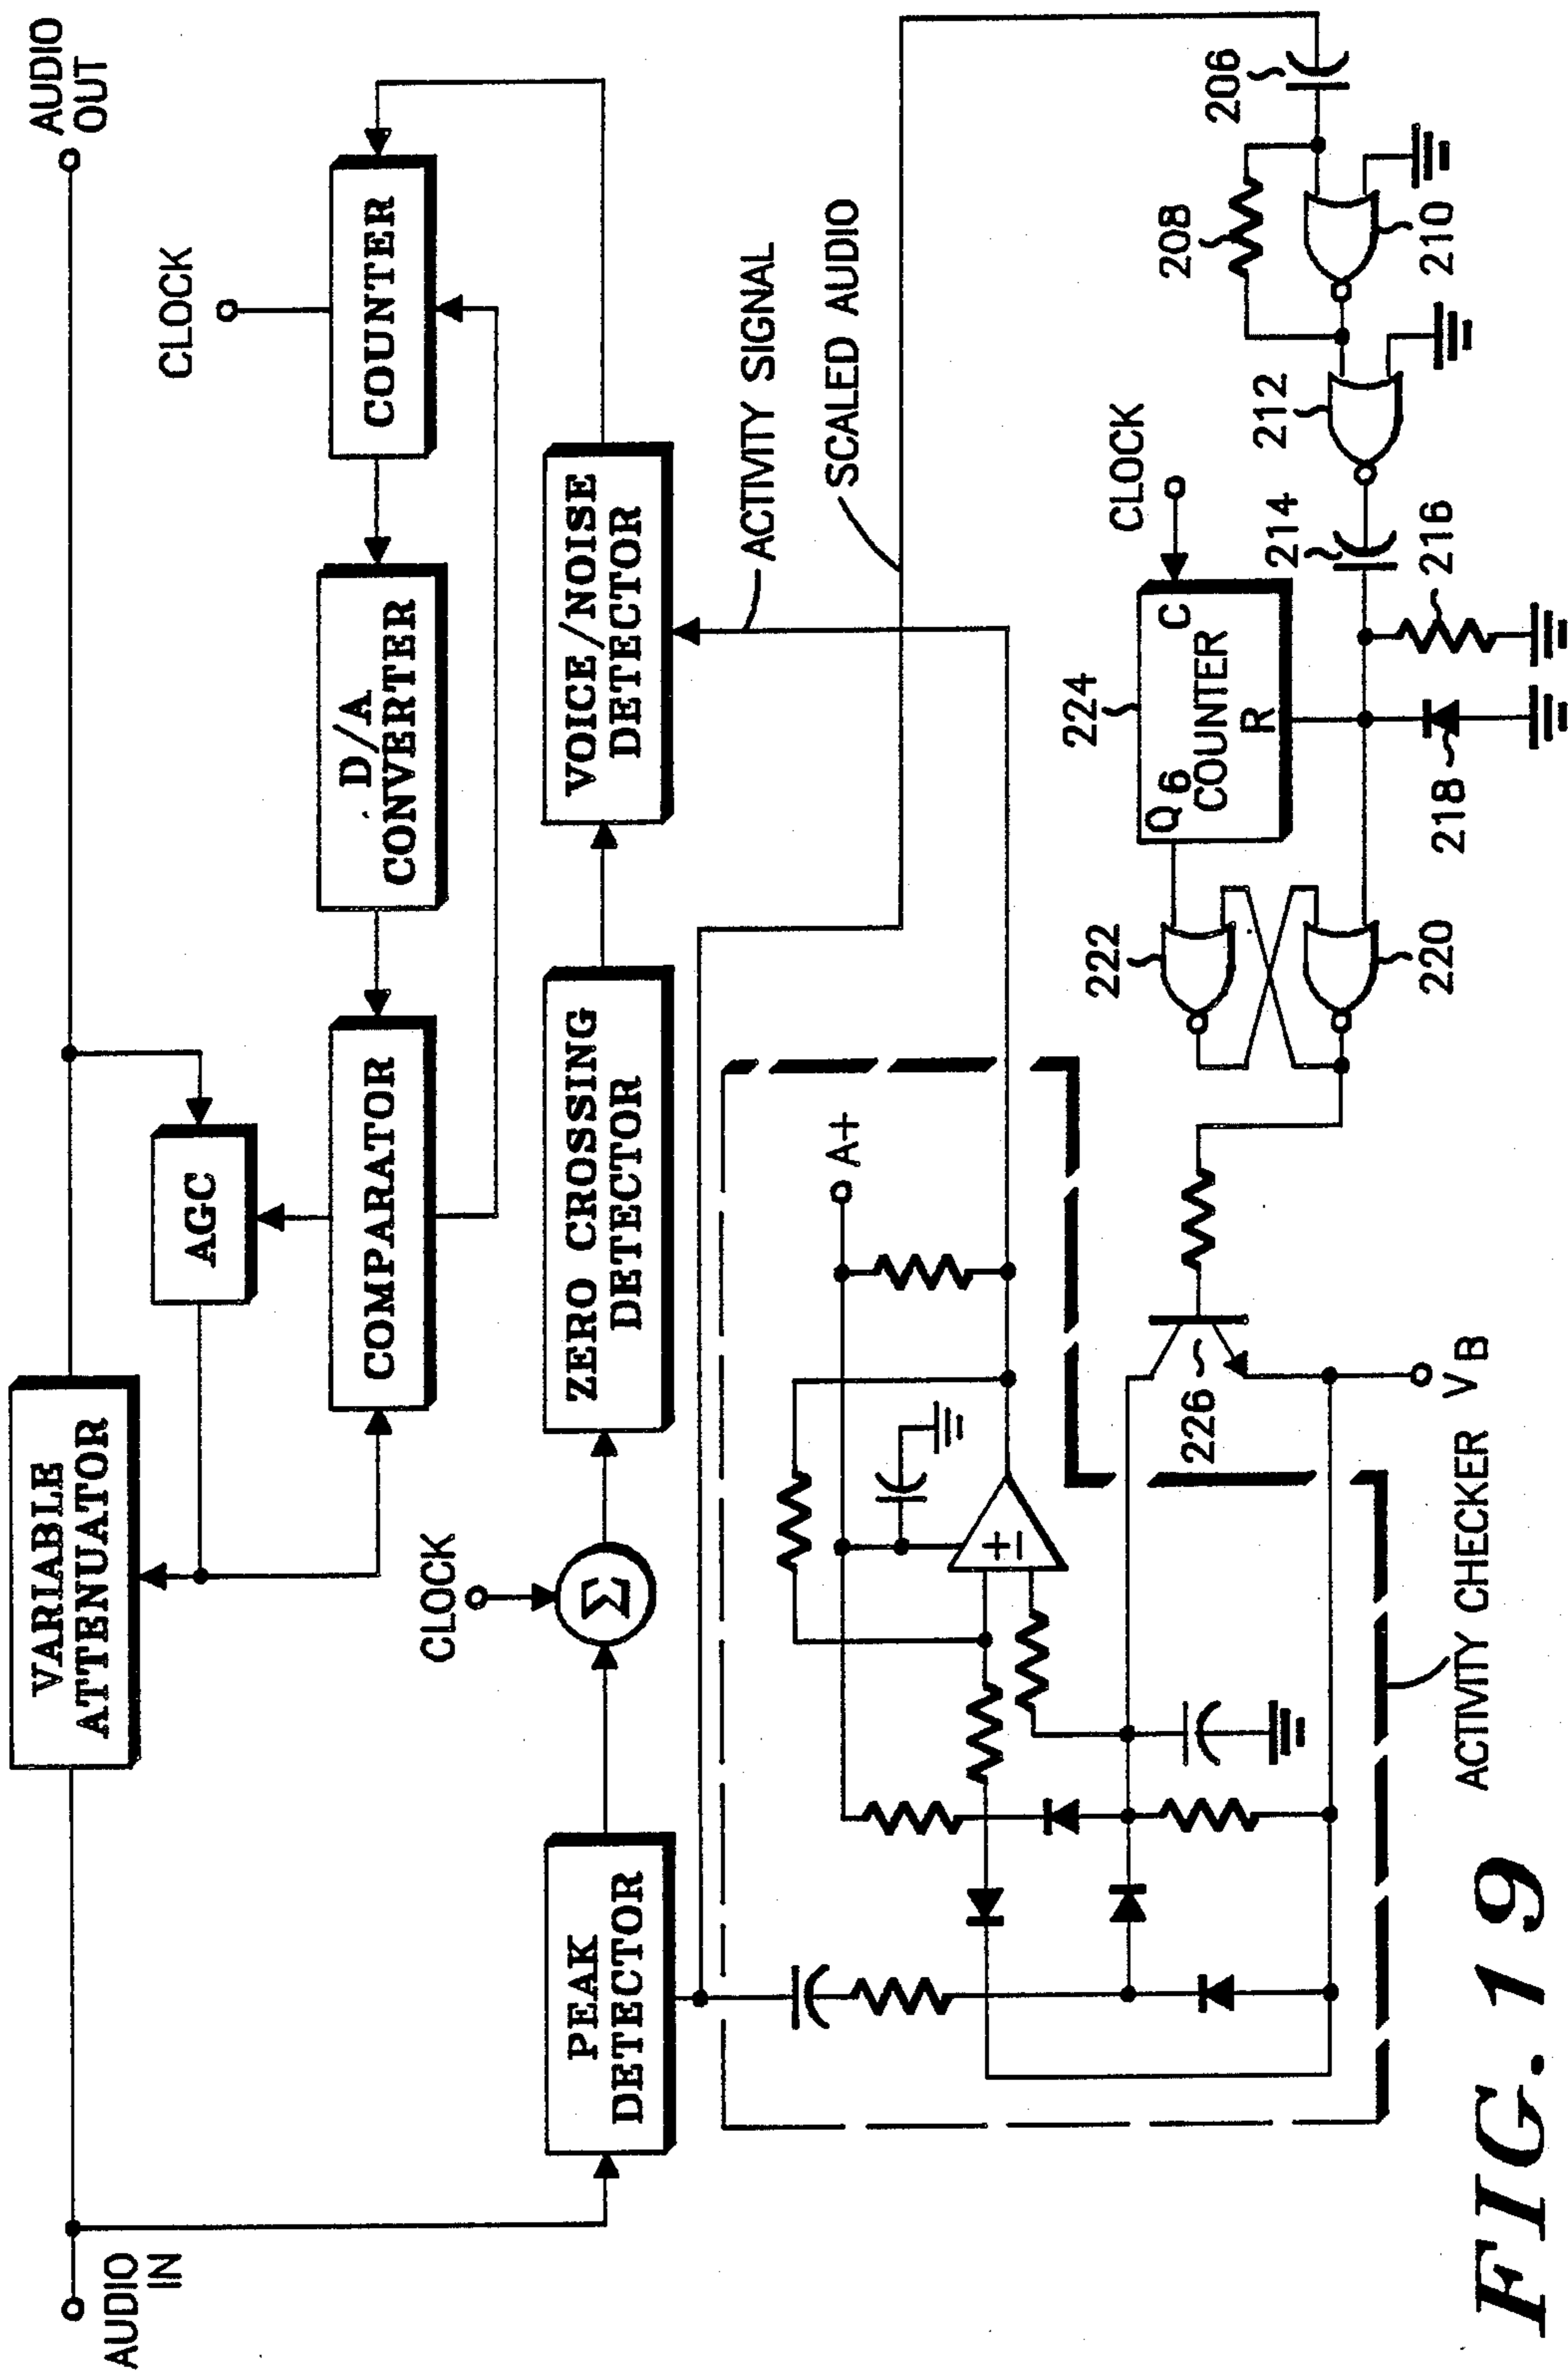 AUDIO
IN
VARIABLE
ATTENUATOR
AUDIO
OUT
AGC
CLOCK
COMPARATOR
D/A
CONVERTER
COUNTER
CLOCK
Σ
PEAK
DETECTOR
ZERO CROSSING
DETECTOR
VOICE/NOISE
DETECTOR
ACTIVITY SIGNAL
SCALED AUDIO
A+
+
−
ACTIVITY CHECKER
V B
226
222
220
224
Q6
C
COUNTER
R
CLOCK
218
216
214
212
210
208
206
FIG. 19